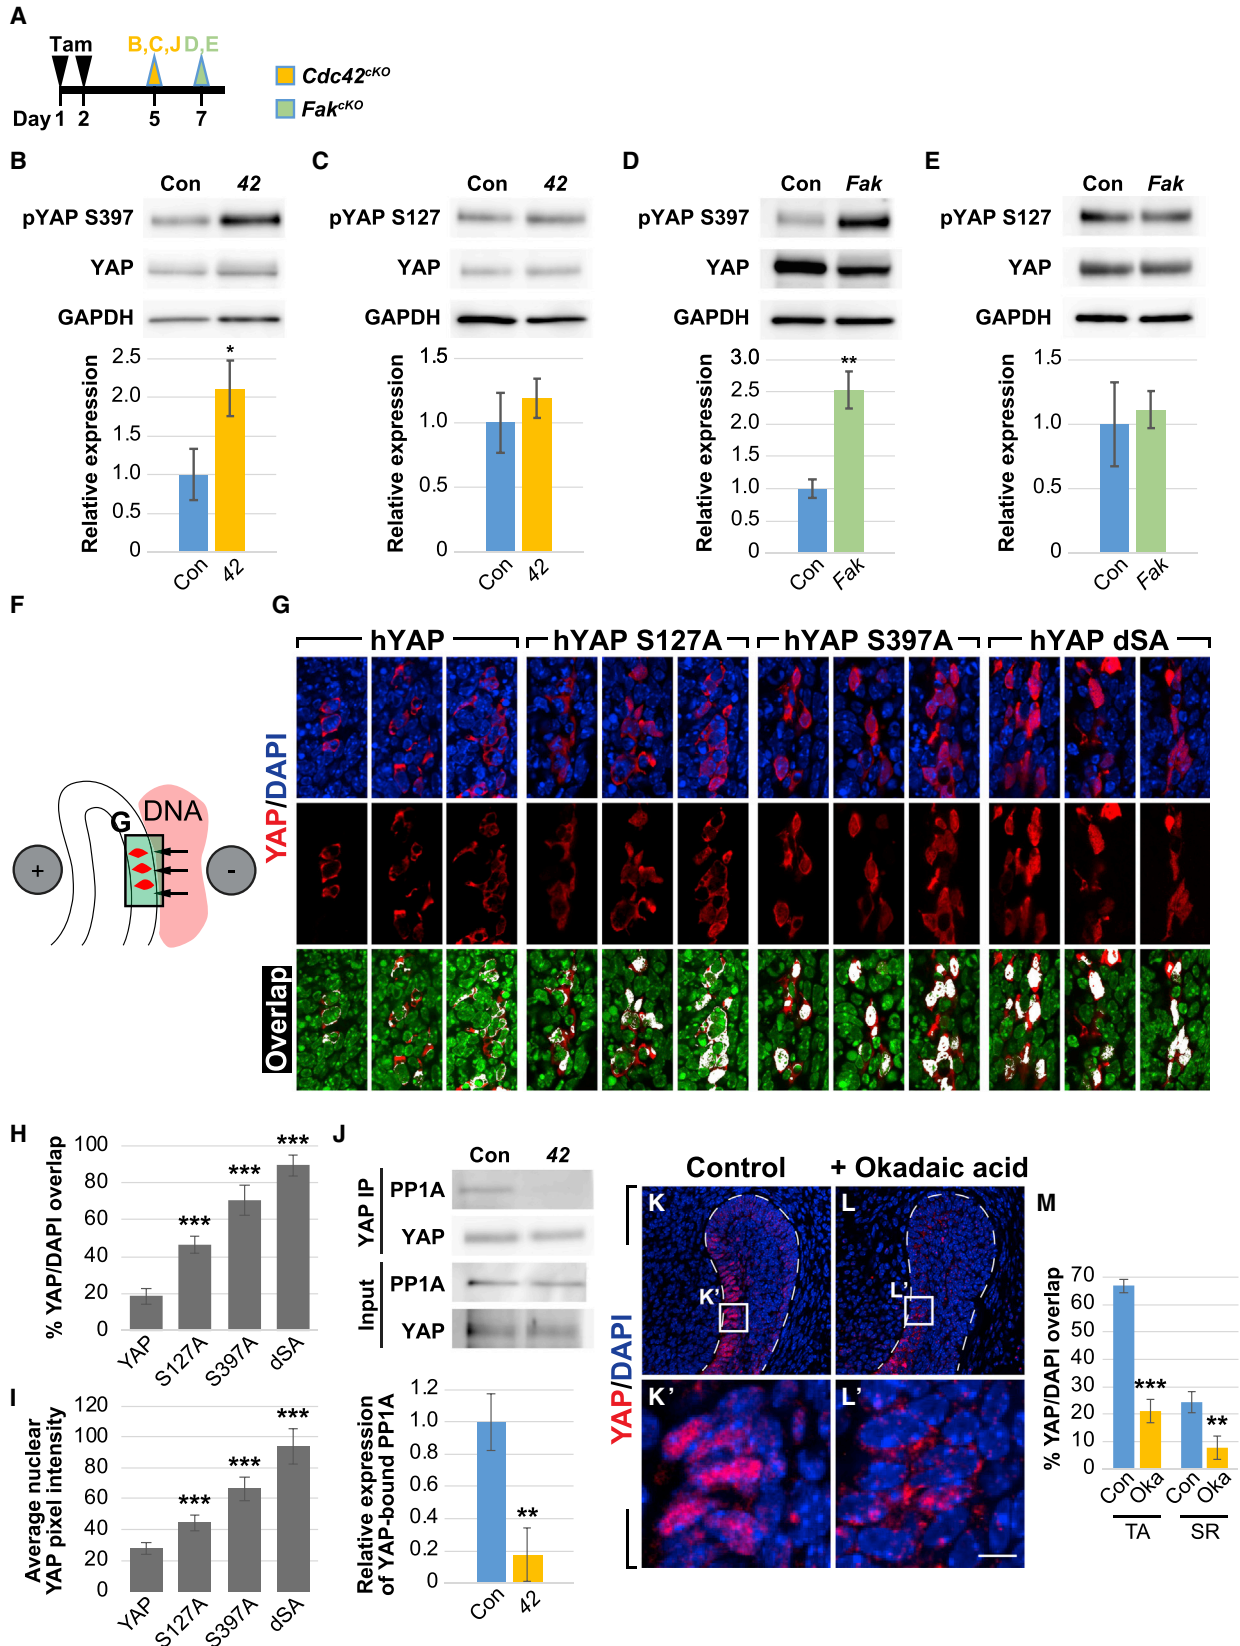 A
Tam
B,C,J D,E
Day 1 2 5 7
Cdc42cKO
FakcKO
B
Con 42
pYAP S397
YAP
GAPDH
Relative expression
2.5
2.0
1.5
1.0
0.5
0
*
Con 42
C
Con 42
pYAP S127
YAP
GAPDH
Relative expression
1.5
1.0
0.5
0
Con 42
D
Con Fak
pYAP S397
YAP
GAPDH
Relative expression
3.0
2.5
2.0
1.5
1.0
0.5
0
**
Con Fak
E
Con Fak
pYAP S127
YAP
GAPDH
Relative expression
1.5
1.0
0.5
0
Con Fak
F
G
DNA
+
-
G
hYAP
hYAP S127A
hYAP S397A
hYAP dSA
YAP/DAPI
Overlap
H
% YAP/DAPI overlap
100
80
60
40
20
0
*** *** ***
YAP S127A S397A dSA
I
Average nuclear
YAP pixel intensity
120
100
80
60
40
20
0
*** *** ***
YAP S127A S397A dSA
J
Con 42
YAP IP
PP1A
YAP
Input
PP1A
YAP
Relative expression
of YAP-bound PP1A
1.2
1.0
0.8
0.6
0.4
0.2
0
**
Con 42
Control
+ Okadaic acid
YAP/DAPI
K
K'
L
L'
K'
L'
M
% YAP/DAPI overlap
70
60
50
40
30
20
10
0
***
**
Con Oka Con Oka
TA SR